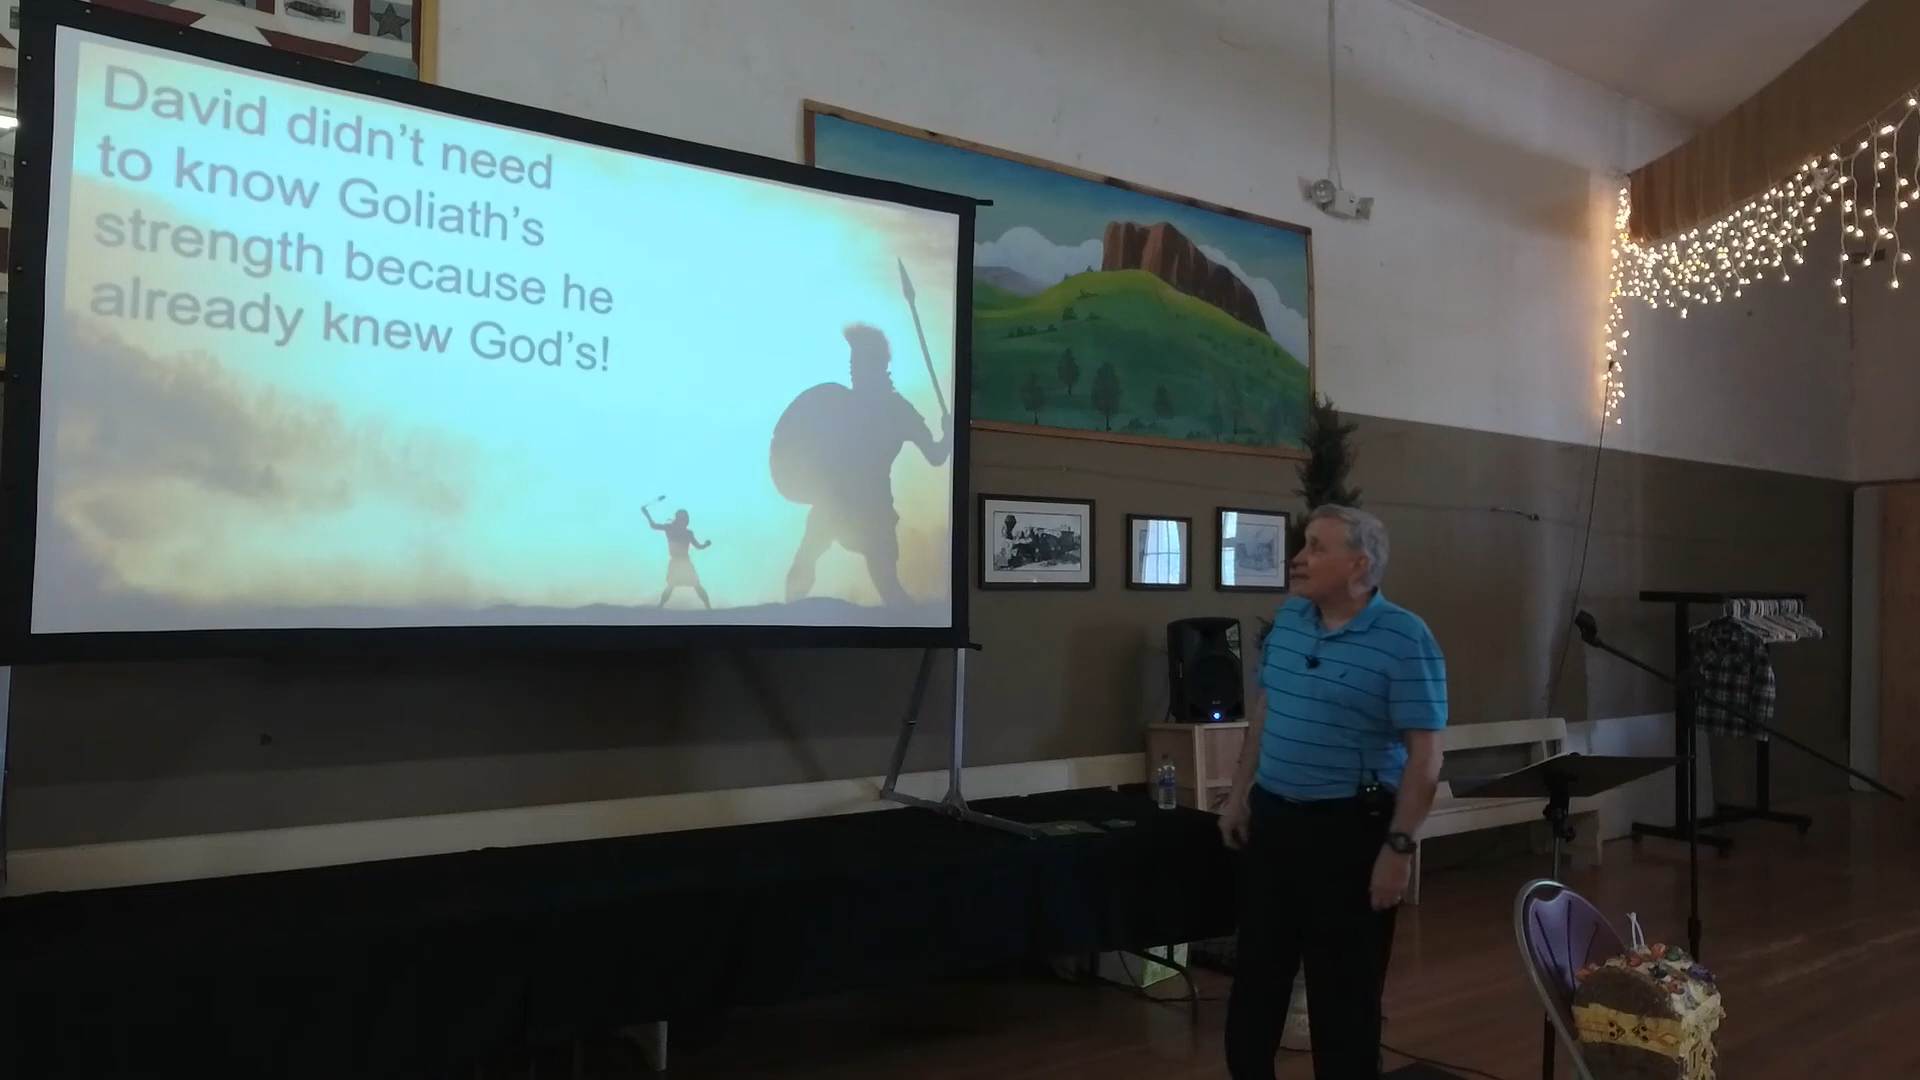 David didn't need
to know Goliath's
strength because he
already knew God's!